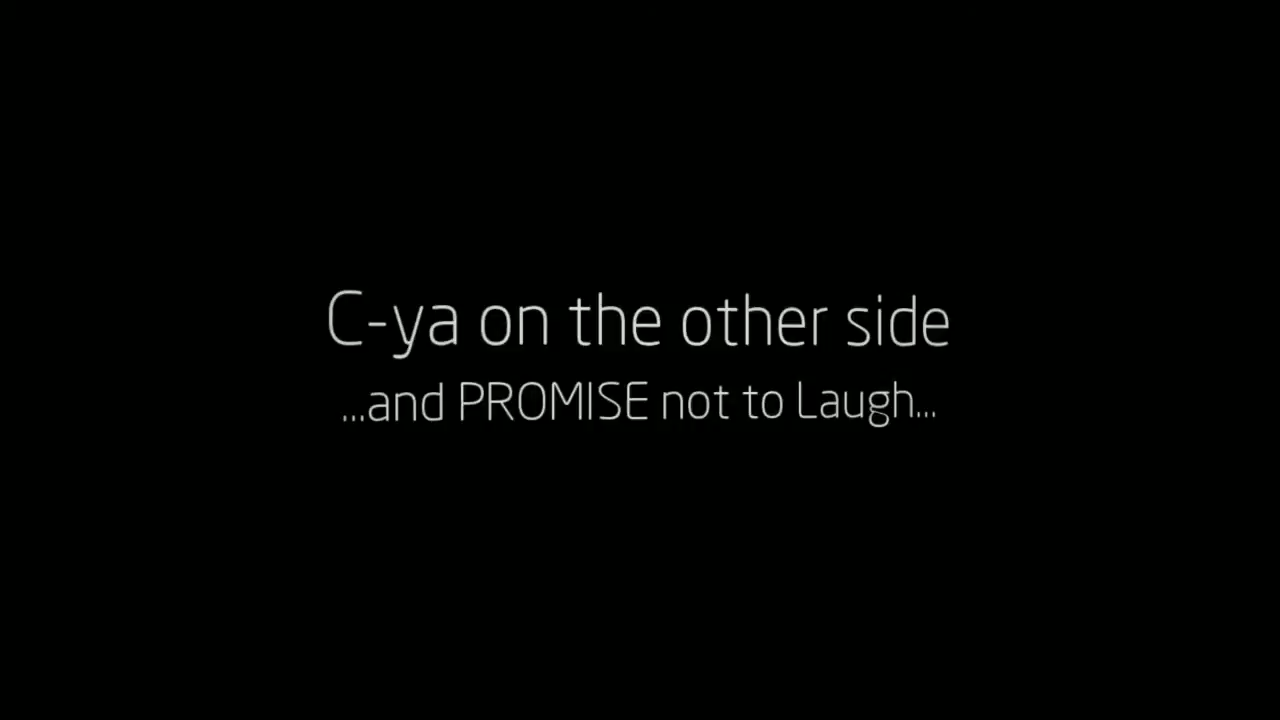 C-ya on the other side
...and PROMISE not to Laugh...